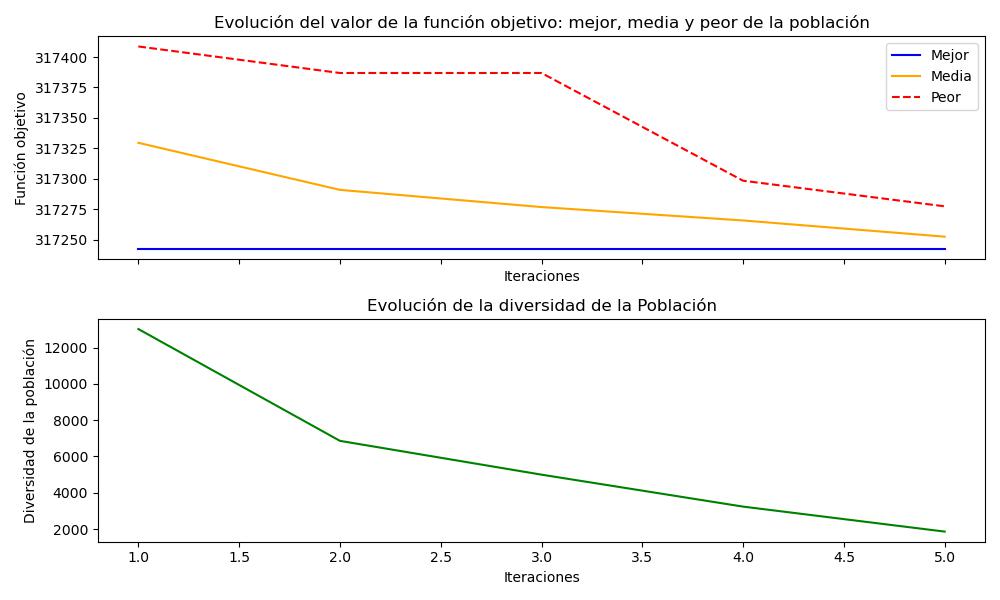 Evolución del valor de la función objetivo: mejor, media y peor de la población
Función objetivo
317400
317375
317350
317325
317300
317275
317250
Mejor
Media
Peor
Iteraciones
Evolución de la diversidad de la Población
Diversidad de la población
12000
10000
8000
6000
4000
2000
1.0 1.5 2.0 2.5 3.0 3.5 4.0 4.5 5.0
Iteraciones